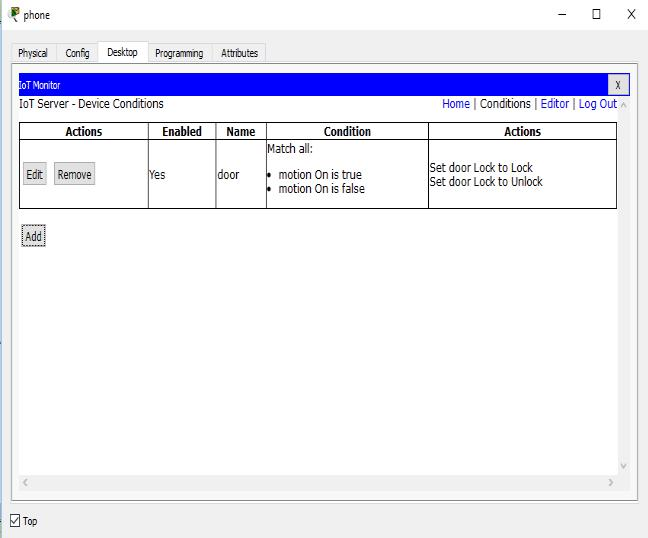 phone
Physical Config Desktop Programming Attributes
IoT Monitor X
IoT Server - Device Conditions Home | Conditions | Editor | Log Out
Actions Enabled Name Condition Actions
Edit Remove Yes door Match all:
• motion On is true
• motion On is false
Set door Lock to Lock
Set door Lock to Unlock
Add
Top